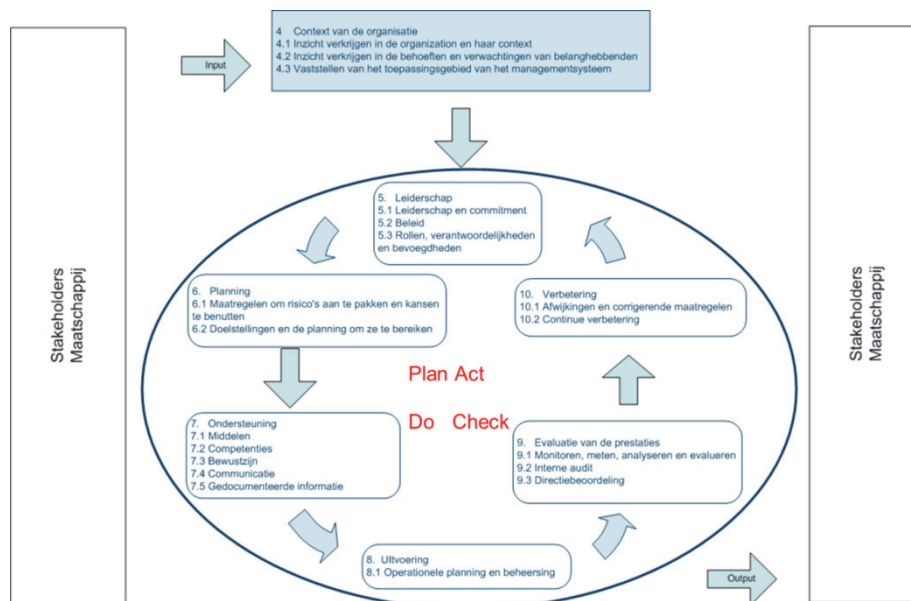 Stakeholders
Maatschappij
Input
4 Context van de organisatie
4.1 Inzicht verkrijgen in de organization en haar context
4.2 Inzicht verkrijgen in de behoeften en verwachtingen van belanghebbenden
4.3 Vaststellen van het toepassingsgebied van het managementsysteem
5. Leiderschap
5.1 Leiderschap en commitment
5.2 Beleid
5.3 Rollen, verantwoordelijkheden
en bevoegdheden
6. Planning
6.1 Maatregelen om risico's aan te pakken en kansen
te benutten
6.2 Doelstellingen en de planning om ze te bereiken
10. Verbetering
10.1 Afwijkingen en corrigerende maatregelen
10.2 Continue verbetering
Plan Act
Do Check
7. Ondersteuning
7.1 Middelen
7.2 Competenties
7.3 Bewustzijn
7.4 Communicatie
7.5 Gedocumenteerde informatie
9. Evaluatie van de prestaties
9.1 Monitoren, meten, analyseren en evalueren
9.2 Interne audit
9.3 Directiebeoordeling
8. UItvoering
8.1 Operationele planning en beheersing
Output
Stakeholders
Maatschappij